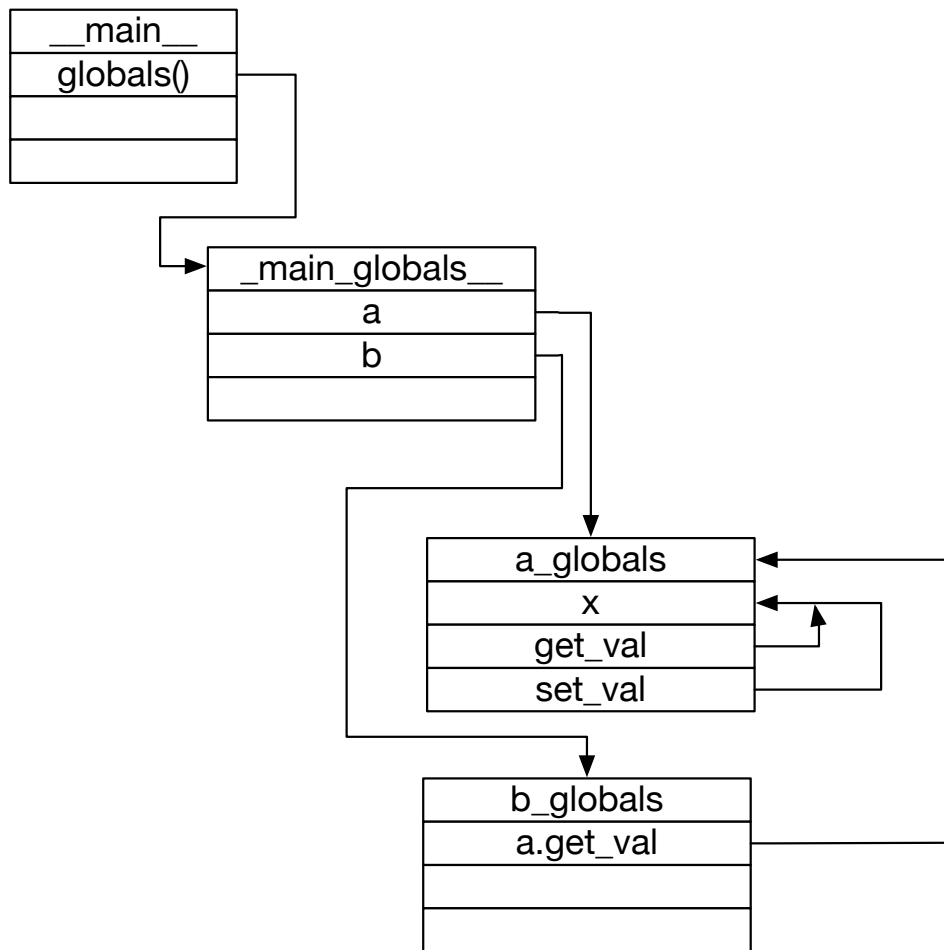 __main__
globals()
_main_globals__
a
b
a_globals
x
get_val
set_val
b_globals
a.get_val